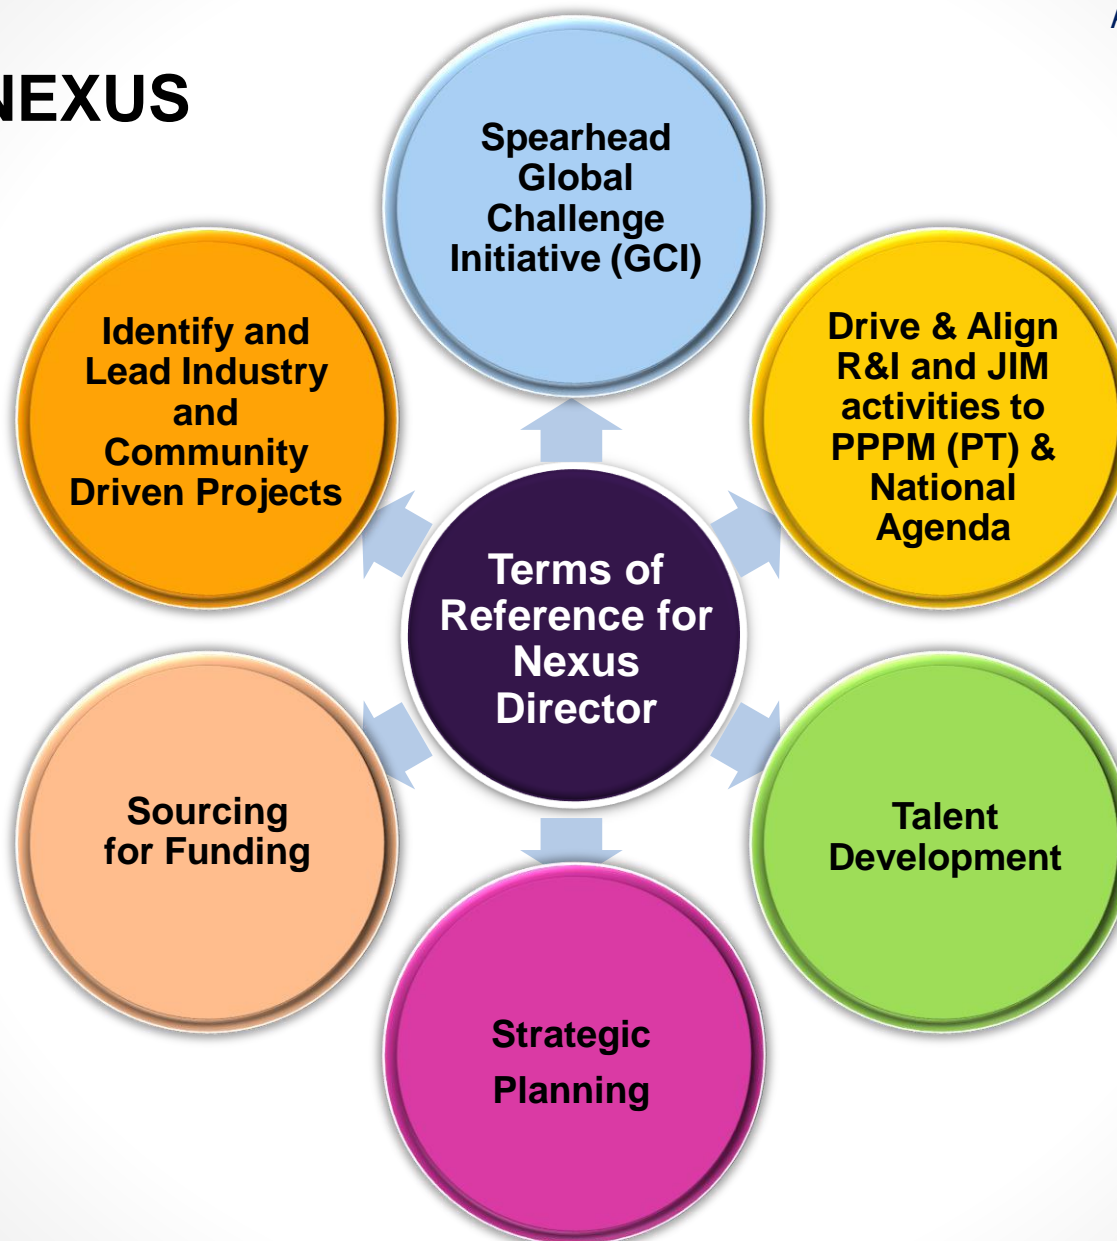 NEXUS
Spearhead
Global
Challenge
Initiative (GCI)
Drive & Align
R&I and JIM
activities to
PPPM (PT) &
National
Agenda
Talent
Development
Strategic
Planning
Sourcing
for Funding
Identify and
Lead Industry
and
Community
Driven Projects
Terms of
Reference for
Nexus
Director